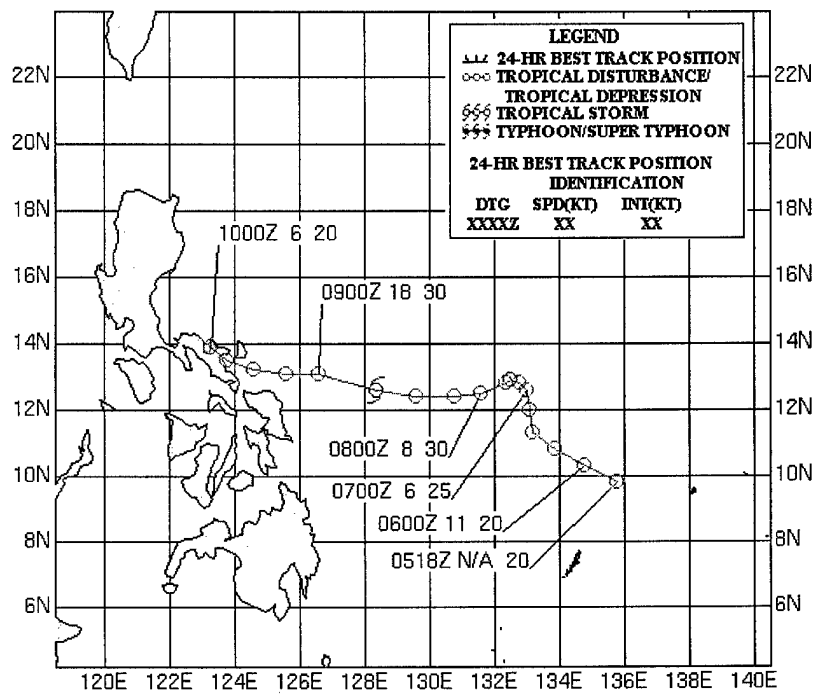 LEGEND
24-HR BEST TRACK POSITION
TROPICAL DISTURBANCE/
TROPICAL DEPRESSION
TROPICAL STORM
TYPHOON/SUPER TYPHOON
24-HR BEST TRACK POSITION
IDENTIFICATION
DTG SPD(KT) INT(KT)
XXXXZ XX XX
22N 22N
20N 20N
18N 18N
1000Z 6 20
16N 16N
0900Z 18 30
14N 14N
12N 12N
0800Z 8 30
10N 10N
0700Z 6 25
0600Z 11 20
8N 8N
0518Z N/A 20
6N 6N
120E 122E 124E 126E 128E 130E 132E 134E 136E 138E 140E